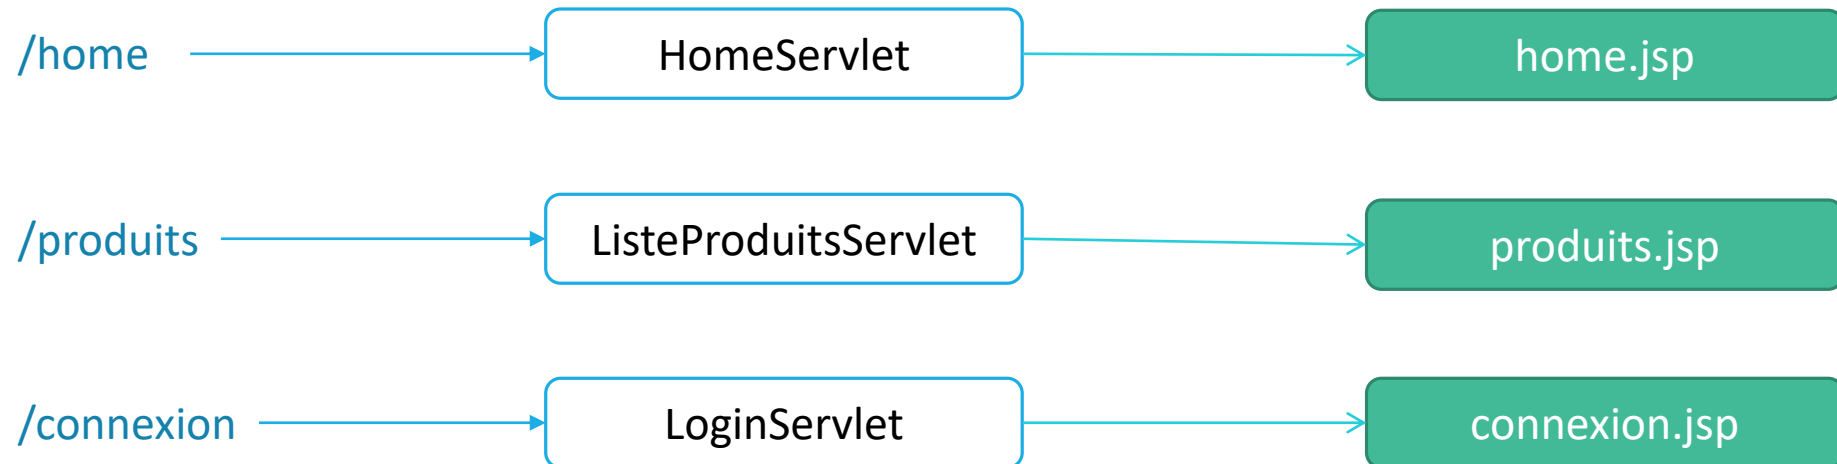 /home HomeServlet home.jsp
/produits ListeProduitsServlet produits.jsp
/connexion LoginServlet connexion.jsp